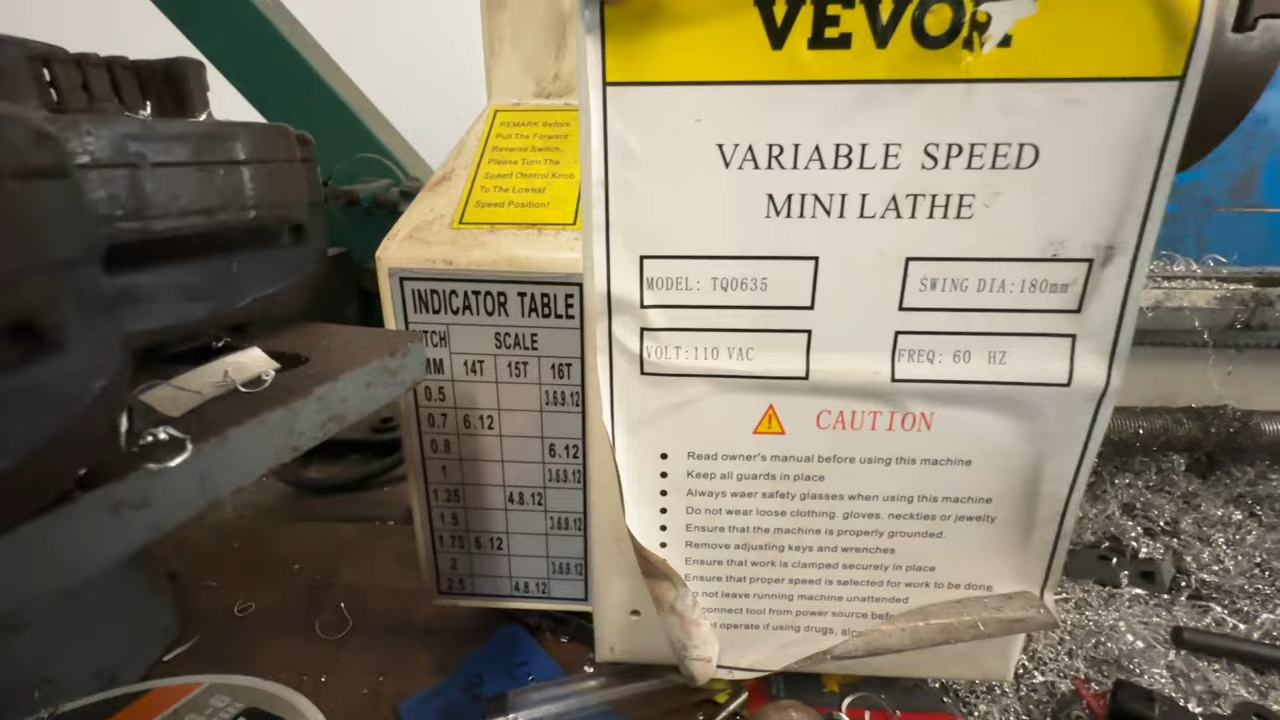 VEVOR
VARIABLE SPEED
MINI LATHE
MODEL: TQ0635
SWING DIA:180mm
VOLT:110 VAC
FREQ: 60 HZ
CAUTION
Read owner's manual before using this machine
Keep all guards in place
Always waer safety glasses when using this machine
Do not wear loose clothing. gloves. neckties or jewelty
Ensure that the machine is properly grounded.
Remove adjusting keys and wrenches
Ensure that work is clamped securely in place
Ensure that proper speed is selected for work to be done
not leave running machine unattended
connect tool from power source
operate if using drugs,
REMARK:Before
Pull The Forward
Reverse Switch.
Please Turn The
Speed Control Knob
To The Lowest
Speed Position!
INDICATOR TABLE
SCALE
MM 14T 15T 16T
0.5 3.6.9.12
0.7 6.12
0.8 6.12
1 3.6.9.12
1.25 4.8.12
1.5 3.6.9.12
1.75 6.12
2 3.6.9.12
2.5 4.8.12